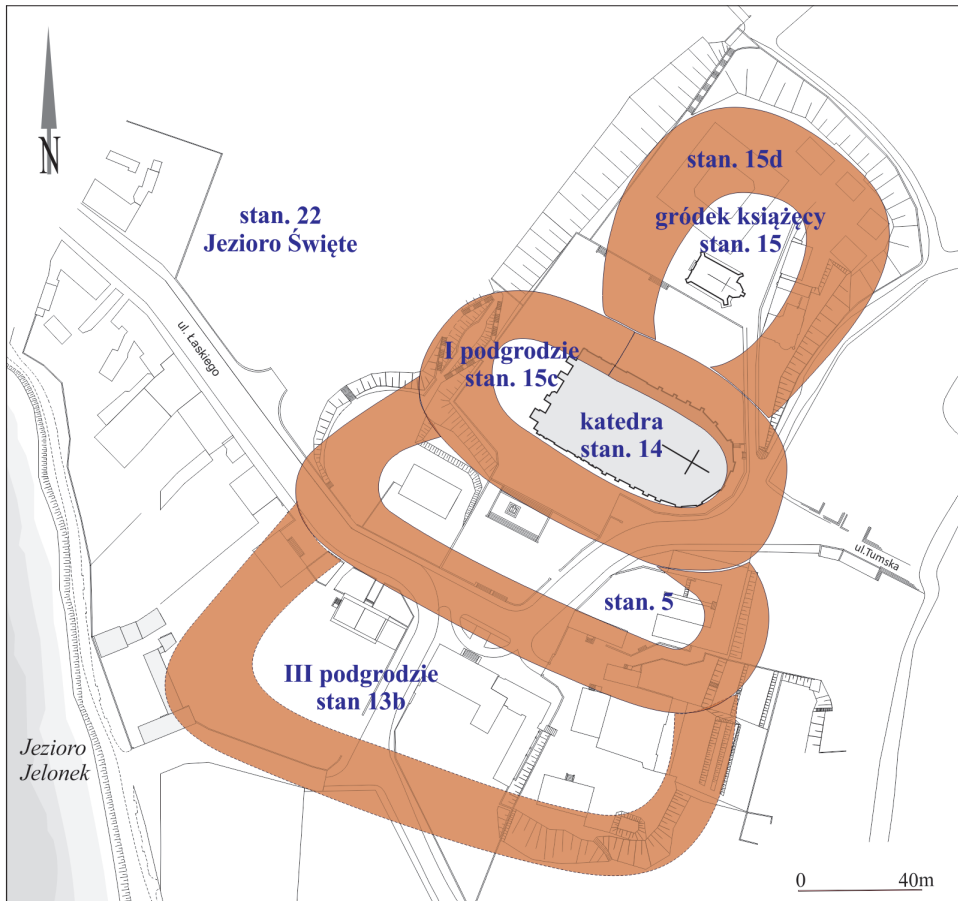 N
stan. 15d
gródek książęcy
stan. 15
stan. 22
Jezioro Święte
ul. Łaskiego
I podgrodzie
stan. 15c
katedra
stan. 14
ul.Tumska
stan. 5
III podgrodzie
stan 13b
Jezioro
Jelonek
0 40m